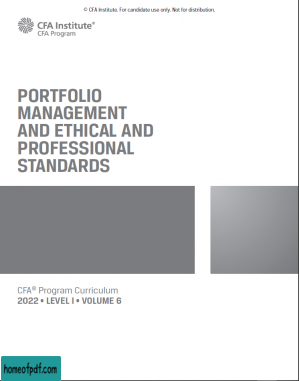 © CFA Institute. For candidate use only. Not for distribution.
CFA Institute®
CFA Program
PORTFOLIO
MANAGEMENT
AND ETHICAL AND
PROFESSIONAL
STANDARDS
CFA® Program Curriculum
2022 • LEVEL I • VOLUME 6
homeofpdf.com